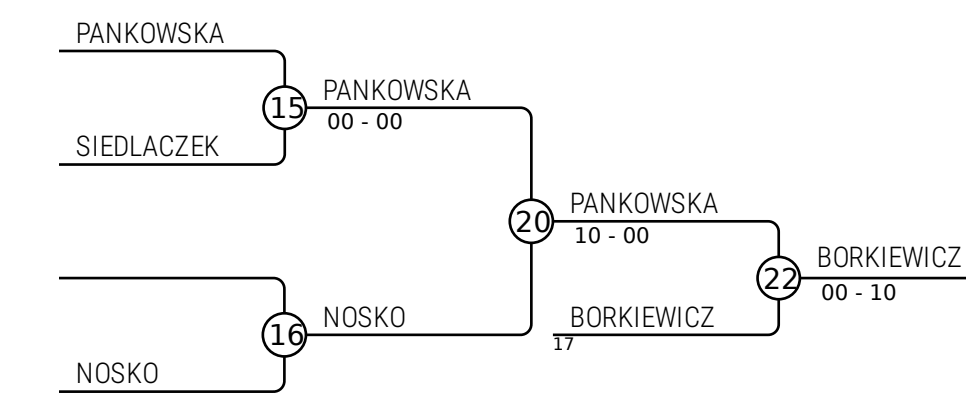 PANKOWSKA
15
PANKOWSKA
00 - 00
SIEDLACZEK
20
PANKOWSKA
10 - 00
22
BORKIEWICZ
00 - 10
16
NOSKO
BORKIEWICZ
17
NOSKO